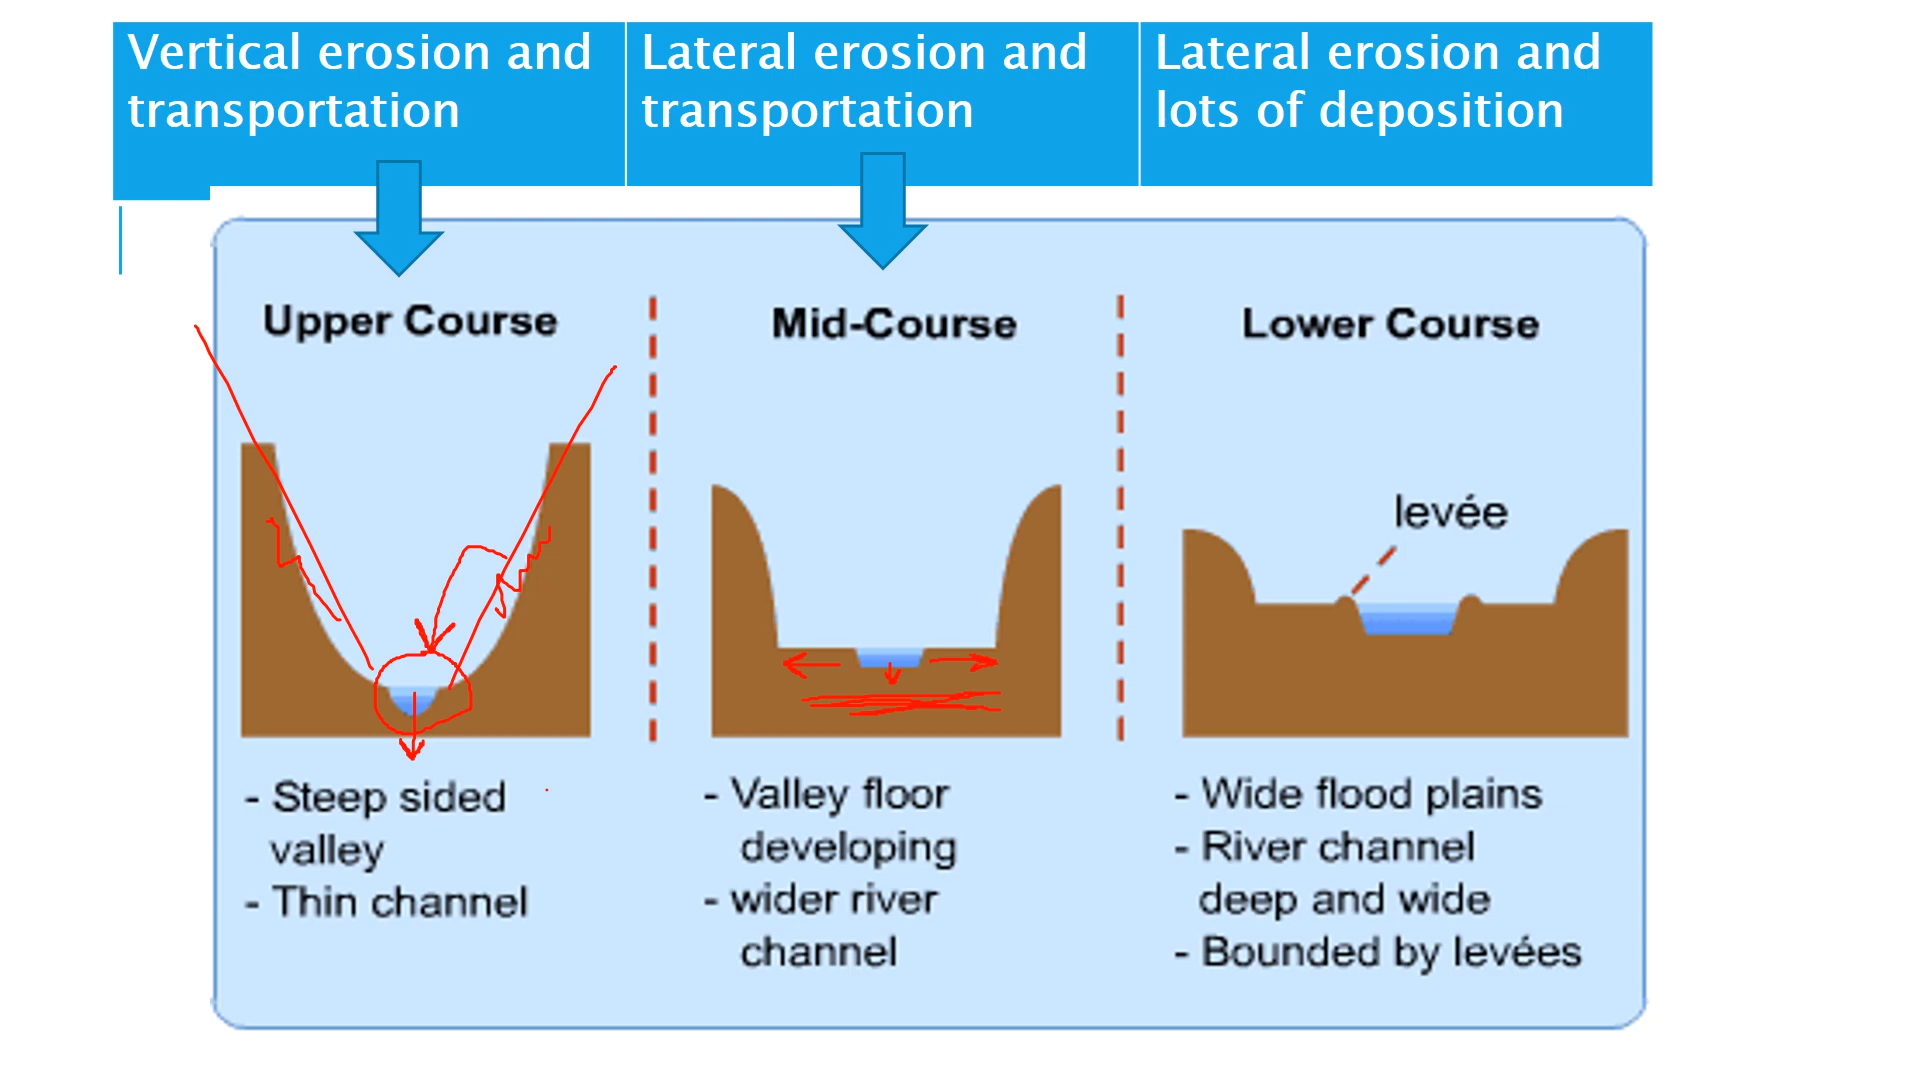 Vertical erosion and
transportation
Lateral erosion and
transportation
Lateral erosion and
lots of deposition
Upper Course
Mid-Course
Lower Course
levée
- Steep sided
valley
- Thin channel
- Valley floor
developing
- wider river
channel
- Wide flood plains
- River channel
deep and wide
- Bounded by levées